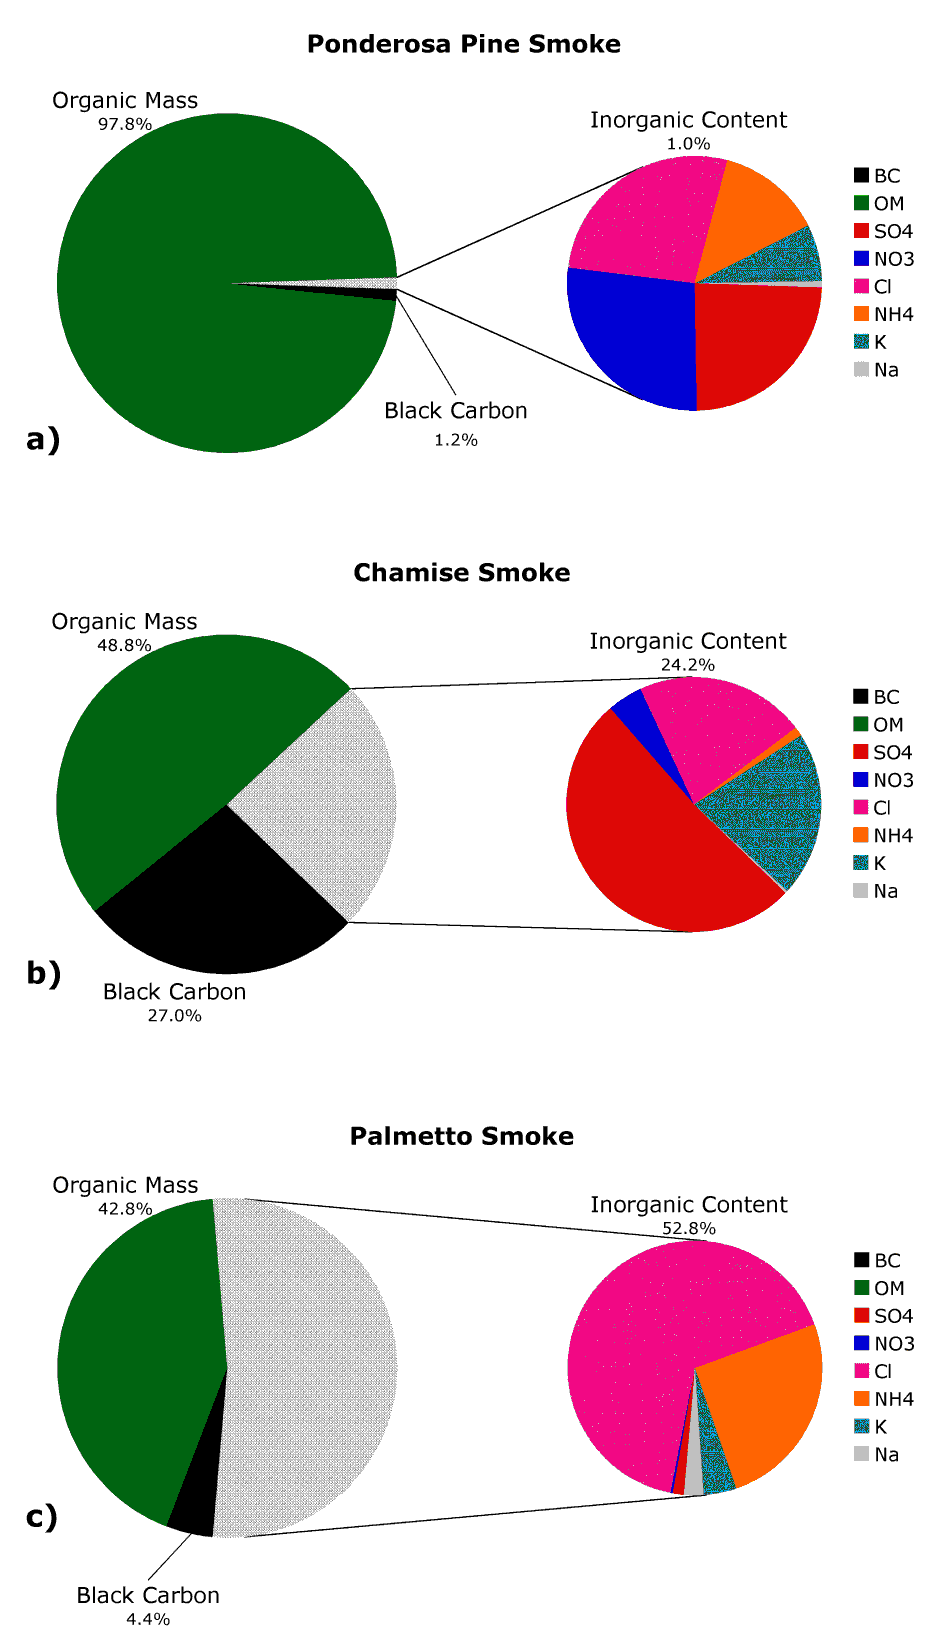 Ponderosa Pine Smoke
Organic Mass
97.8%
Inorganic Content
1.0%
BC
OM
SO4
NO3
Cl
NH4
K
Na
Black Carbon
1.2%
a)
Chamise Smoke
Organic Mass
48.8%
Inorganic Content
24.2%
BC
OM
SO4
NO3
Cl
NH4
K
Na
b)
Black Carbon
27.0%
Palmetto Smoke
Organic Mass
42.8%
Inorganic Content
52.8%
BC
OM
SO4
NO3
Cl
NH4
K
Na
c)
Black Carbon
4.4%